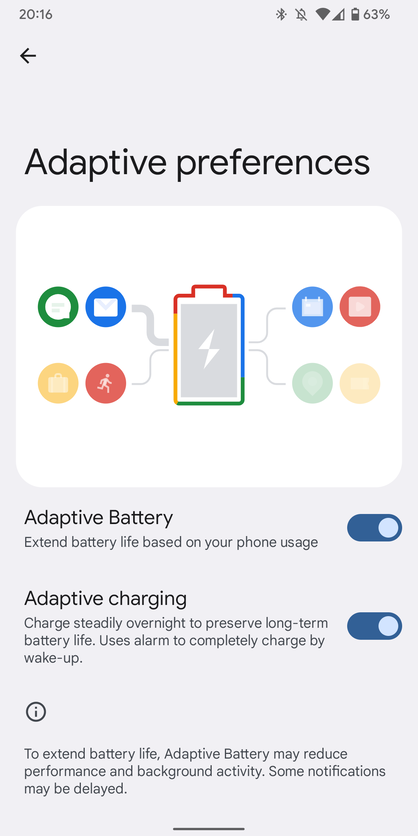 20:16
63%
Adaptive preferences
Adaptive Battery
Extend battery life based on your phone usage
Adaptive charging
Charge steadily overnight to preserve long-term
battery life. Uses alarm to completely charge by
wake-up.
To extend battery life, Adaptive Battery may reduce
performance and background activity. Some notifications
may be delayed.